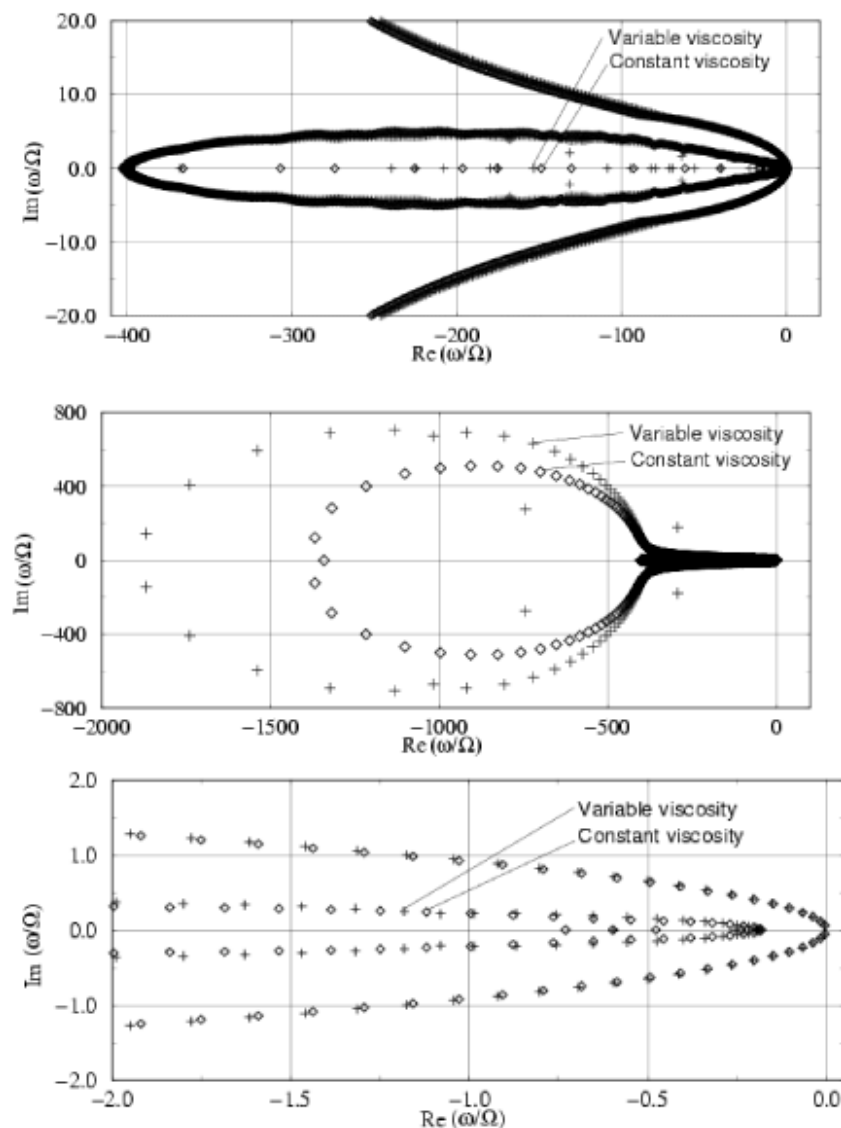 20.0
10.0
0.0
−10.0
−20.0
Im (ω/Ω)
Variable viscosity
Constant viscosity
−400
−300
−200
−100
0
Re (ω/Ω)
800
400
0
−400
−800
Im (ω/Ω)
Variable viscosity
Constant viscosity
−2000
−1500
−1000
−500
0
Re (ω/Ω)
2.0
1.0
0.0
−1.0
−2.0
Im (ω/Ω)
Variable viscosity
Constant viscosity
−2.0
−1.5
−1.0
−0.5
0.0
Re (ω/Ω)